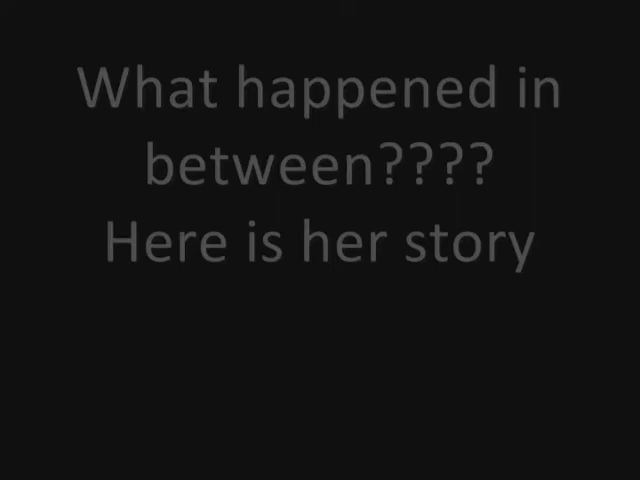 What happened in
between????
Here is her story